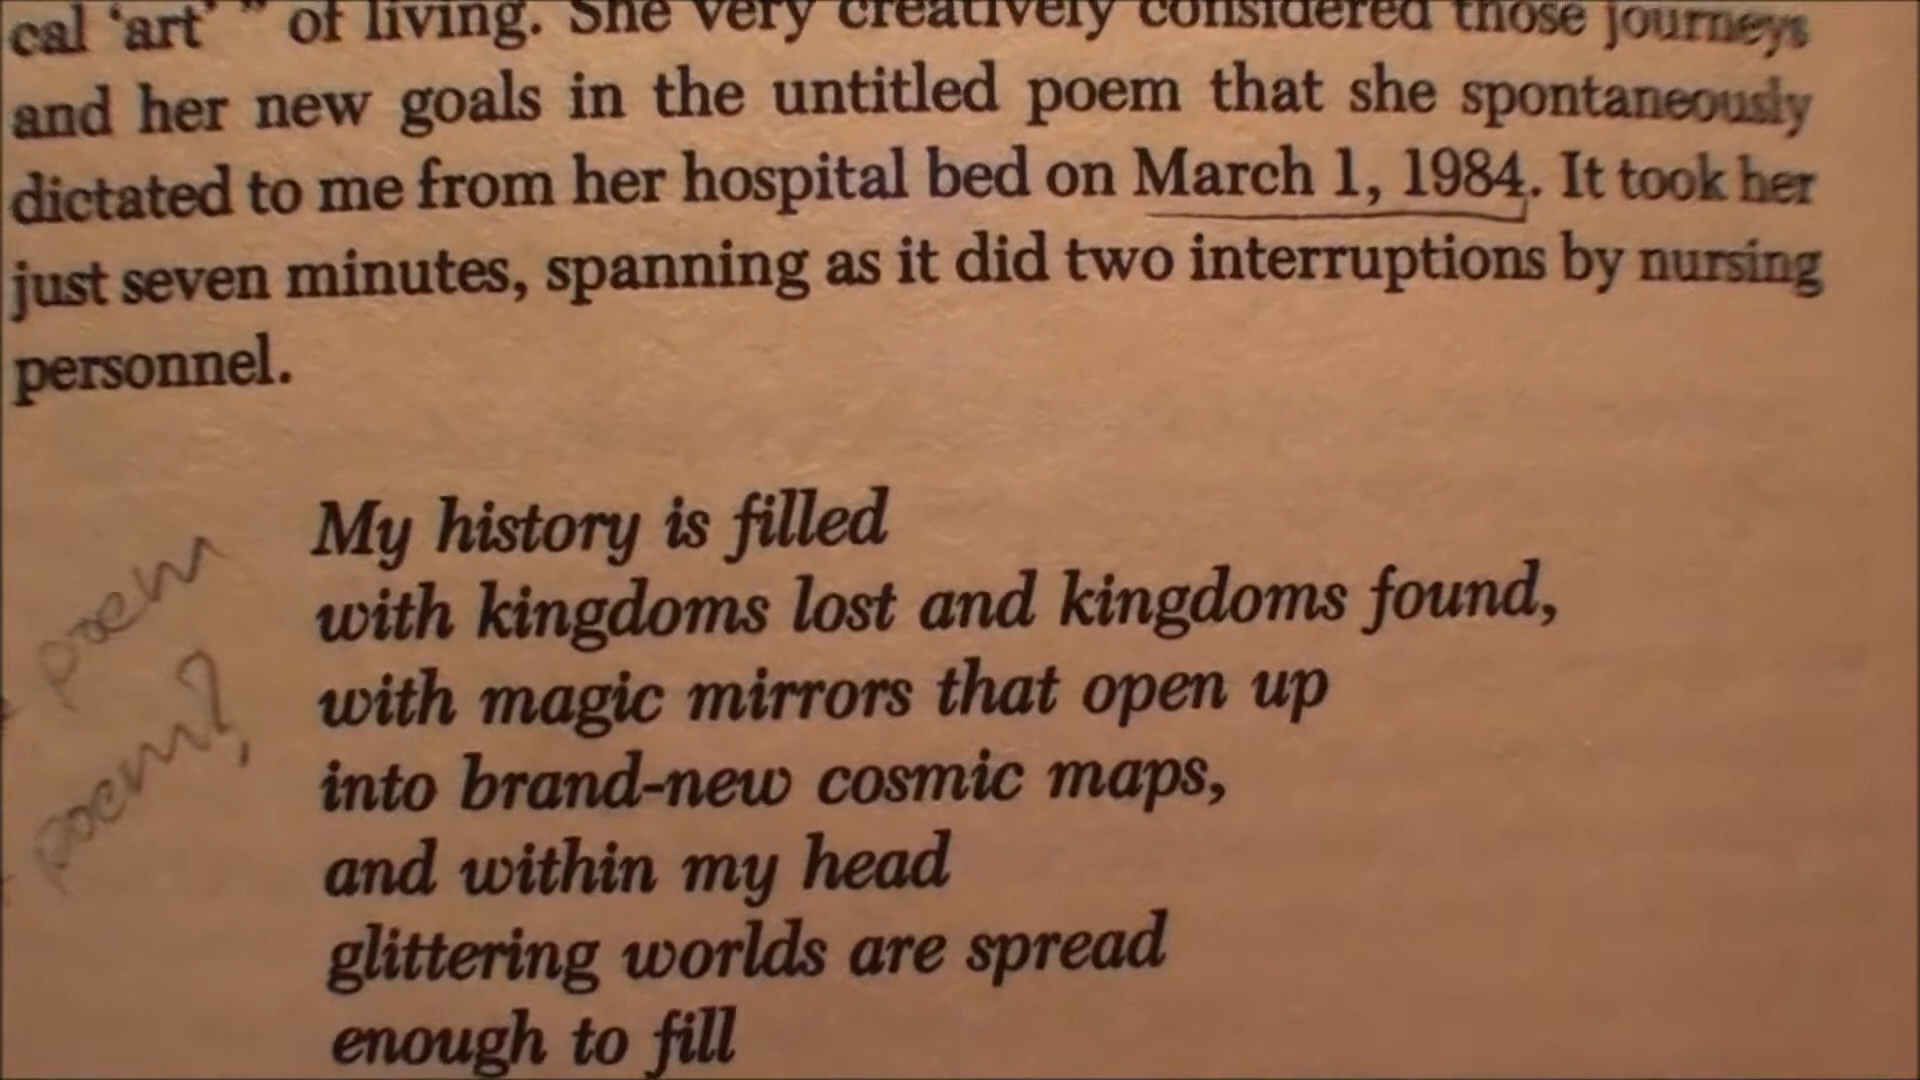 cal ‘art’ ” of living. She very creatively considered those journeys
and her new goals in the untitled poem that she spontaneously
dictated to me from her hospital bed on March 1, 1984. It took her
just seven minutes, spanning as it did two interruptions by nursing
personnel.
My history is filled
with kingdoms lost and kingdoms found,
with magic mirrors that open up
into brand-new cosmic maps,
and within my head
glittering worlds are spread
enough to fill
poem
poem?